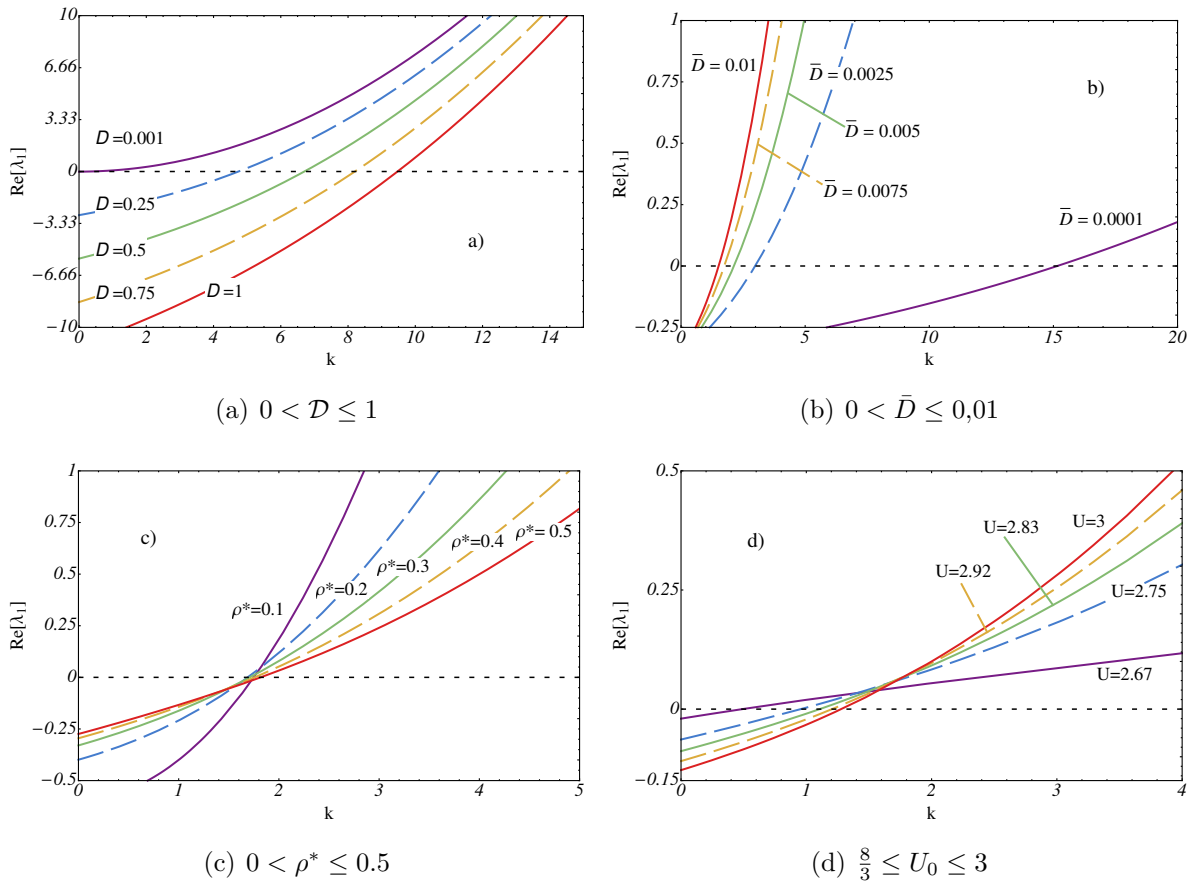 10
6.666
3.33
0
−3.33
−6.66
−10
Re[λ₁]
D=0.001
D=0.25
D=0.5
D=0.75
D=1
a)
0 2 4 6 8 10 12 14
k
(a) 0 < 𝒟 ≤ 1
1
0.75
0.5
0.25
0
−0.25
Re[λ₁]
D̄ = 0.01
D̄ = 0.0025
b)
D̄ = 0.005
D̄ = 0.0075
D̄ = 0.0001
0 5 10 15 20
k
(b) 0 < D̄ ≤ 0,01
1
0.75
0.5
0.25
0
−0.25
−0.5
Re[λ₁]
c)
ρ*=0.1
ρ*=0.2
ρ*=0.3
ρ*=0.4
ρ*= 0.5
0 1 2 3 4 5
k
(c) 0 < ρ* ≤ 0.5
0.5
0.25
0
−0.15
Re[λ₁]
d)
U=2.83
U=3
U=2.92
U=2.75
U=2.67
0 1 2 3 4
k
(d) 8/3 ≤ U₀ ≤ 3